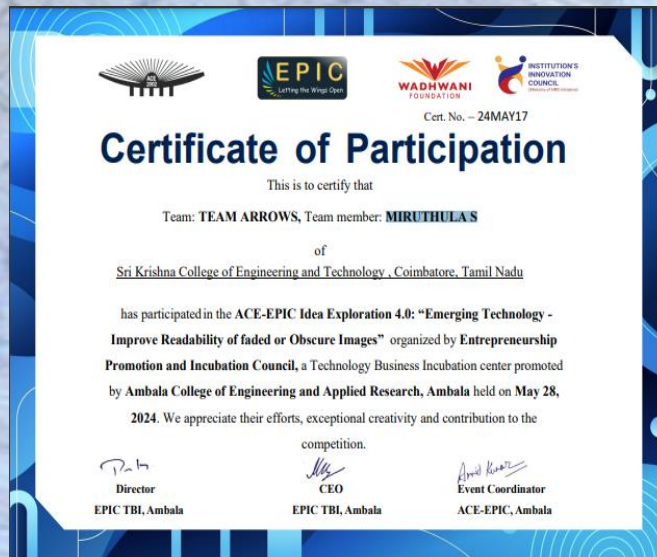 ACE
EPIC
Letting the Wings Open
WADHWANI
FOUNDATION
INSTITUTION'S
INNOVATION
COUNCIL
Cert. No. – 24MAY17
Certificate of Participation
This is to certify that
Team: TEAM ARROWS, Team member: MIRUTHULA S
of
Sri Krishna College of Engineering and Technology , Coimbatore, Tamil Nadu
has participated in the ACE-EPIC Idea Exploration 4.0: “Emerging Technology -
Improve Readability of faded or Obscure Images” organized by Entrepreneurship
Promotion and Incubation Council, a Technology Business Incubation center promoted
by Ambala College of Engineering and Applied Research, Ambala held on May 28,
2024. We appreciate their efforts, exceptional creativity and contribution to the
competition.
Director
CEO
Event Coordinator
EPIC TBI, Ambala
EPIC TBI, Ambala
ACE-EPIC, Ambala